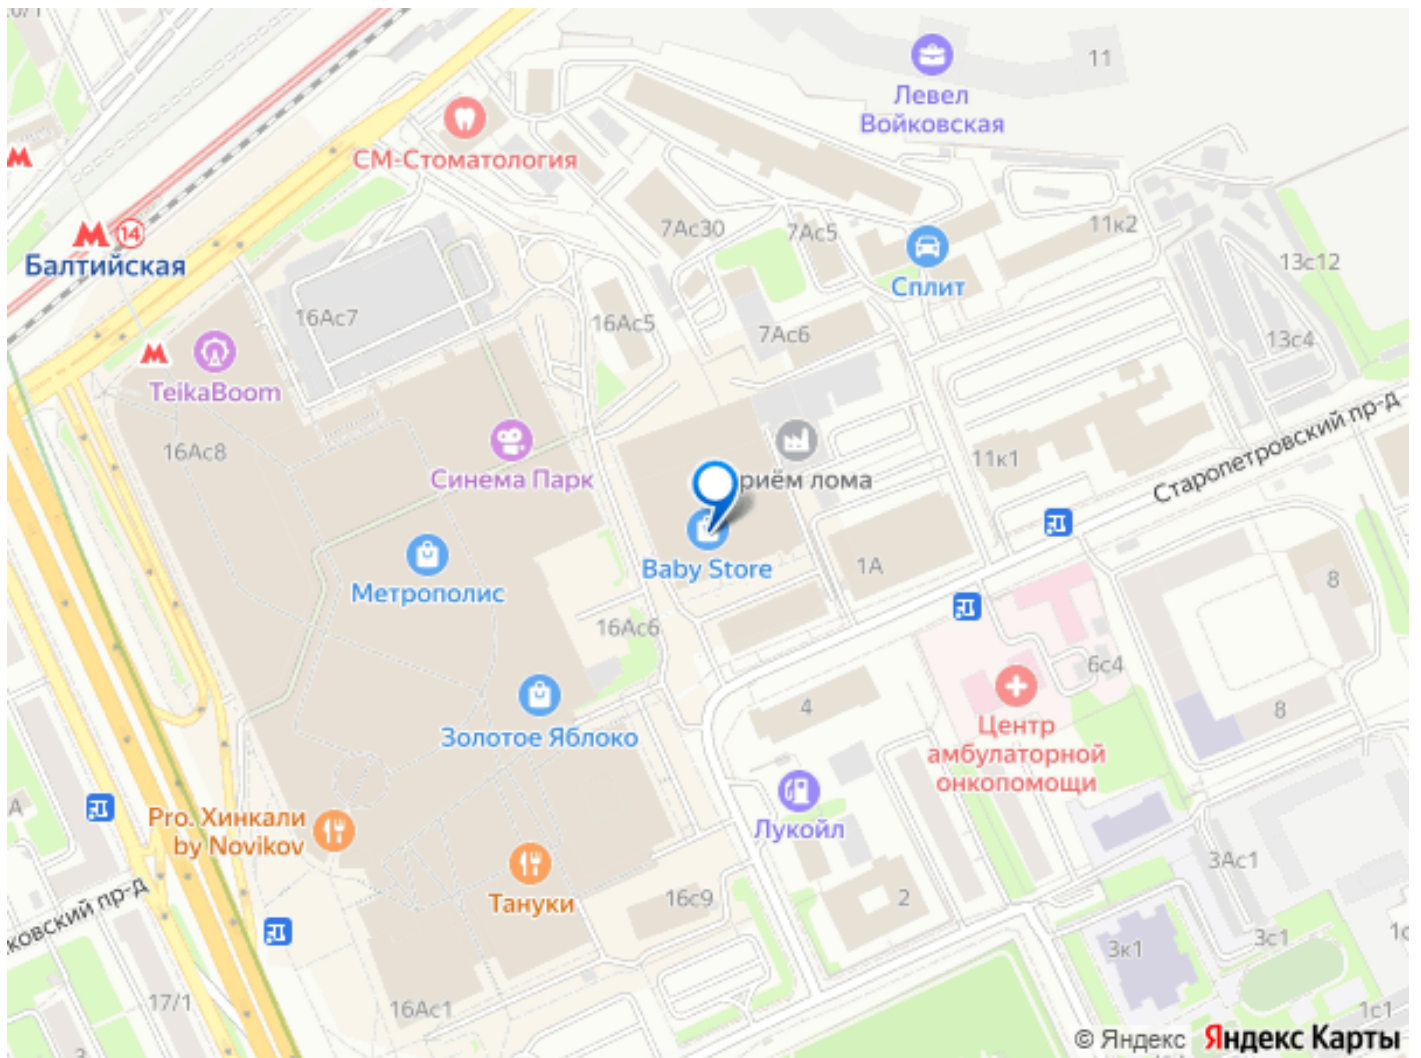 11
Левел
Войковская
СМ-Стоматология
14
Балтийская
7Ас30
7Ас5
11к2
Сплит
13с12
16Ас7
16Ас5
7Ас6
13с4
TeikaBoom
16Ас8
Синема Парк
риём лома
11к1
Старопетровский пр-д
Baby Store
1А
8
Метрополис
16Ас6
6с4
Золотое Яблоко
4
8
Центр
амбулаторной
онкопомощи
Pro. Хинкали
by Novikov
Лукойл
3Ас1
ковский пр-д
Тануки
16с9
2
3к1
3с1
17/1
16Ас1
1с1
3
© Яндекс Яндекс Карты